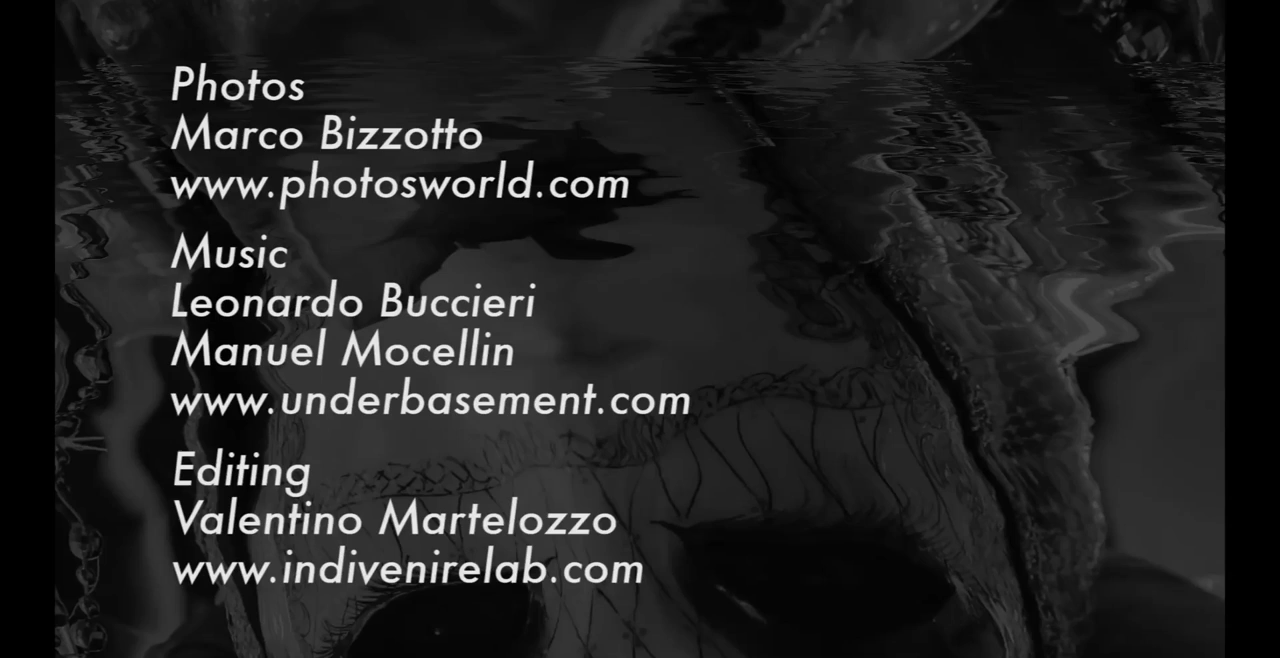 Photos
Marco Bizzotto
www.photosworld.com
Music
Leonardo Buccieri
Manuel Mocellin
www.underbasement.com
Editing
Valentino Martelozzo
www.indivenirelab.com